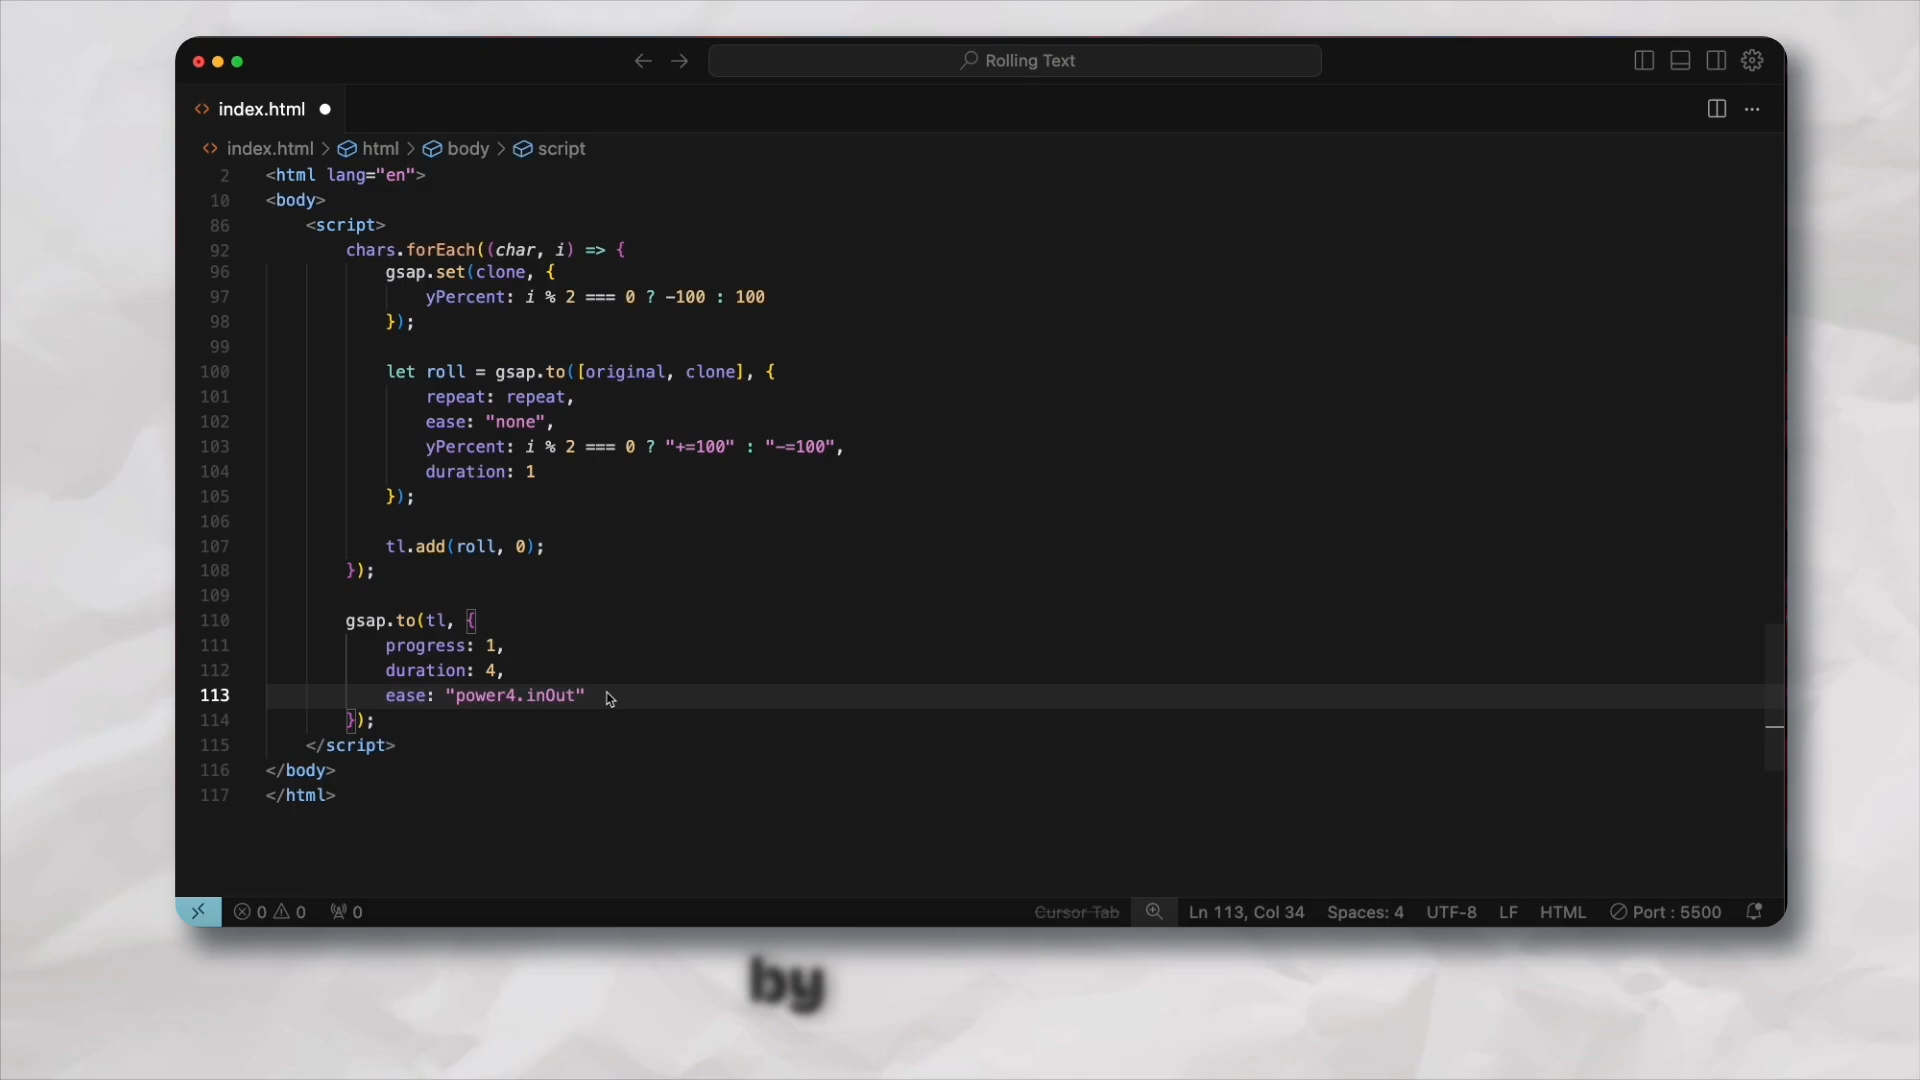 Rolling Text
index.html
index.html > html > body > script
2 <html lang="en">
10 <body>
86 <script>
92 chars.forEach((char, i) => {
96 gsap.set(clone, {
97 yPercent: i % 2 === 0 ? -100 : 100
98 });
99
100 let roll = gsap.to([original, clone], {
101 repeat: repeat,
102 ease: "none",
103 yPercent: i % 2 === 0 ? "+=100" : "-=100",
104 duration: 1
105 });
106
107 tl.add(roll, 0);
108 });
109
110 gsap.to(tl, {
111 progress: 1,
112 duration: 4,
113 ease: "power4.inOut"
114 });
115 </script>
116 </body>
117 </html>
0 0 0 Cursor Tab Ln 113, Col 34 Spaces: 4 UTF-8 LF HTML Port : 5500
by